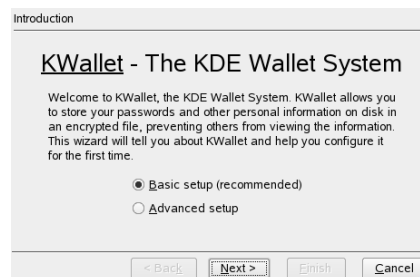 Introduction
KWallet - The KDE Wallet System
Welcome to KWallet, the KDE Wallet System. KWallet allows you
to store your passwords and other personal information on disk in
an encrypted file, preventing others from viewing the information.
This wizard will tell you about KWallet and help you configure it
for the first time.
Basic setup (recommended)
Advanced setup
< Back Next > Finish Cancel